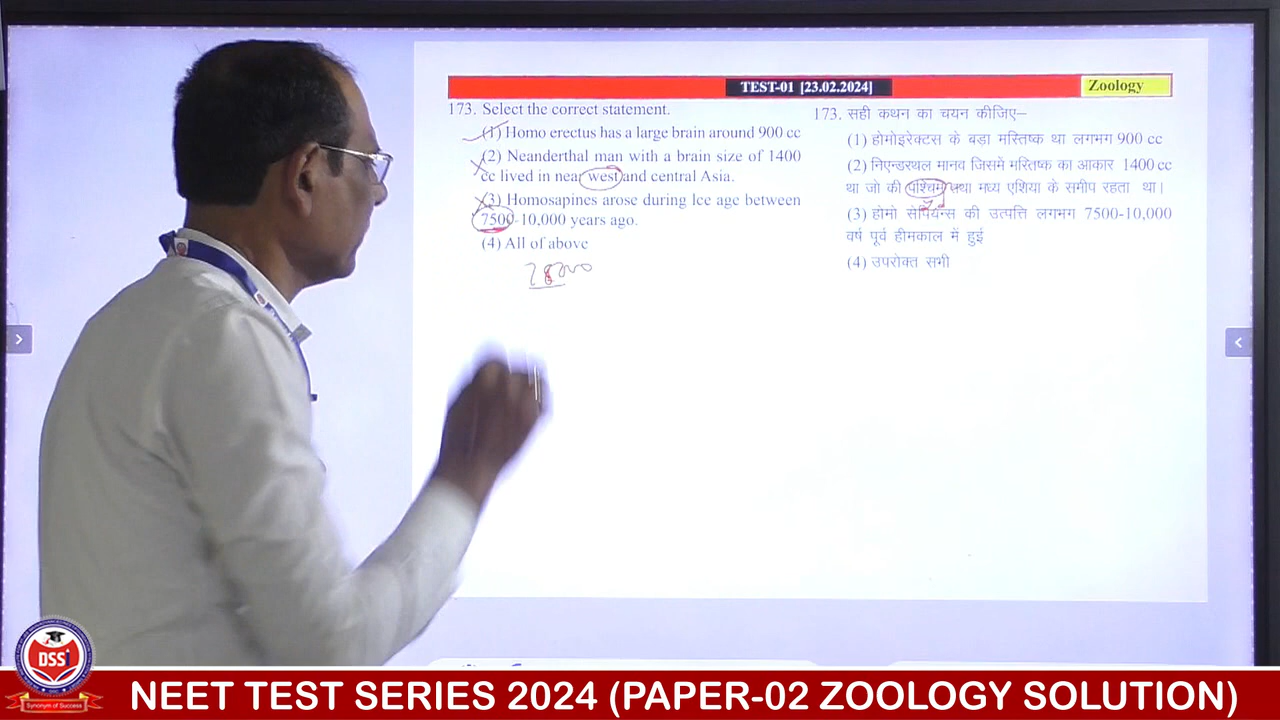 TEST-01 [23.02.2024]
Zoology
173. Select the correct statement.
(1) Homo erectus has a large brain around 900 cc
(2) Neanderthal man with a brain size of 1400
cc lived in near west and central Asia.
(3) Homosapines arose during Ice age between
7500-10,000 years ago.
(4) All of above
173. सही कथन का चयन कीजिए–
(1) होमोइरेक्टस के बड़ा मस्तिष्क था लगभग 900 cc
(2) निएन्डरथल मानव जिसमें मस्तिष्क का आकार 1400 cc
था जो की पश्चिम तथा मध्य एशिया के समीप रहता था।
(3) होमो सेपियन्स की उत्पत्ति लगभग 7500-10,000
वर्ष पूर्व हीमकाल में हुई
(4) उपरोक्त सभी
DSSi
Synonym of Success
NEET TEST SERIES 2024 (PAPER-02 ZOOLOGY SOLUTION)